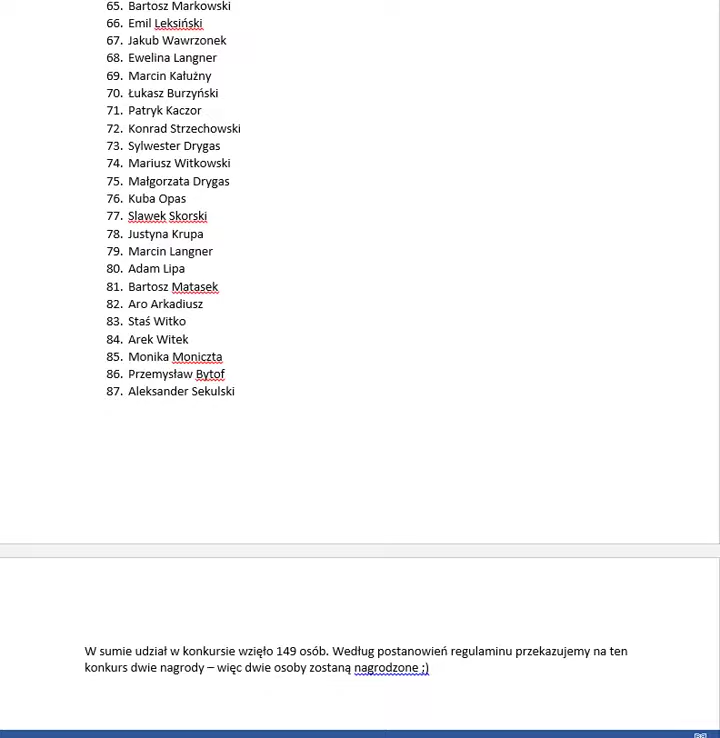 65. Bartosz Markowski
66. Emil Leksiński
67. Jakub Wawrzonek
68. Ewelina Langner
69. Marcin Kałużny
70. Łukasz Burzyński
71. Patryk Kaczor
72. Konrad Strzechowski
73. Sylwester Drygas
74. Mariusz Witkowski
75. Małgorzata Drygas
76. Kuba Opas
77. Slawek Skorski
78. Justyna Krupa
79. Marcin Langner
80. Adam Lipa
81. Bartosz Matasek
82. Aro Arkadiusz
83. Staś Witko
84. Arek Witek
85. Monika Moniczta
86. Przemysław Bytof
87. Aleksander Sekulski
W sumie udział w konkursie wzięło 149 osób. Według postanowień regulaminu przekazujemy na ten
konkurs dwie nagrody – więc dwie osoby zostaną nagrodzone ;)